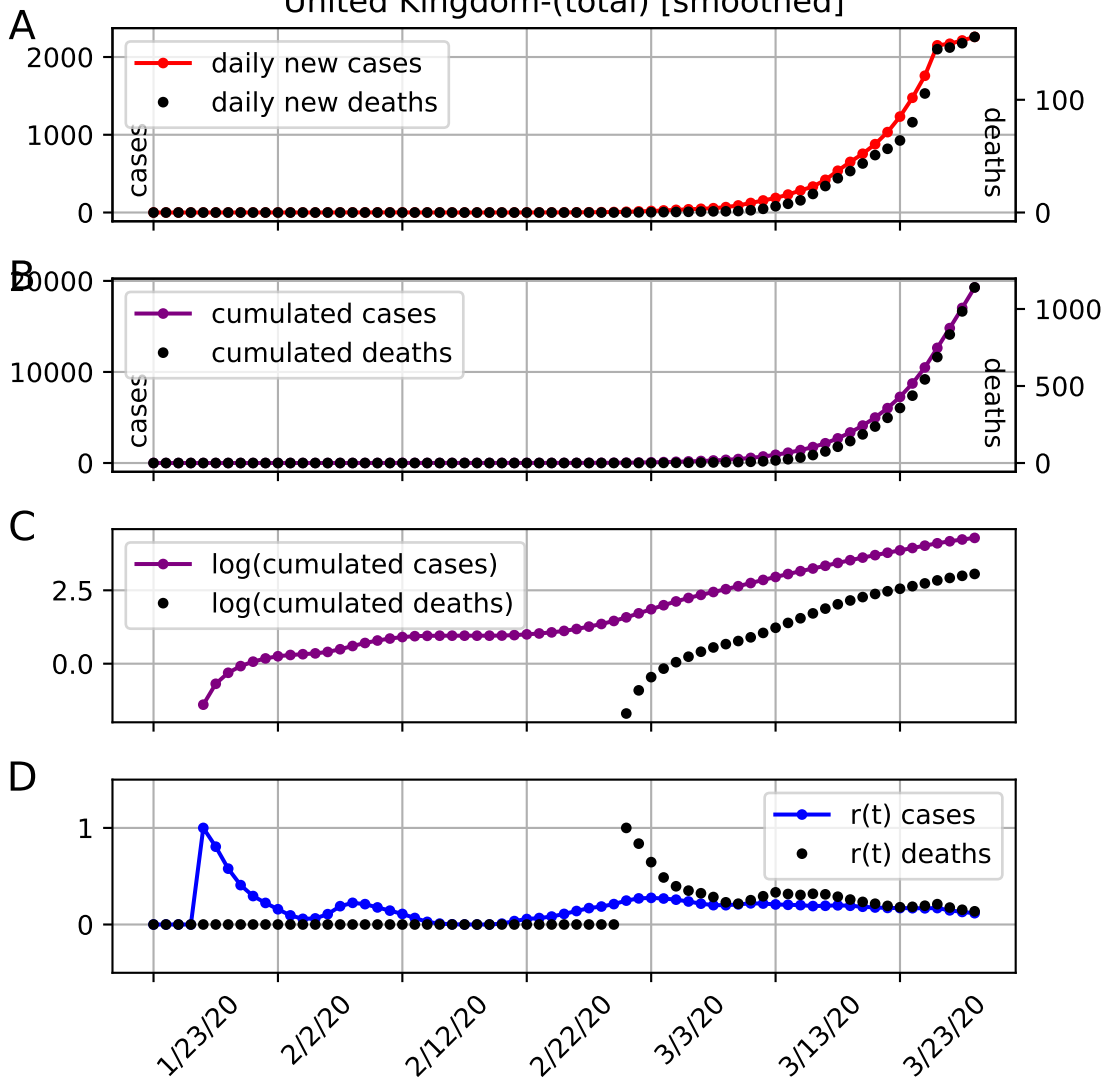 United Kingdom-(total) [smoothed]
A
daily new cases
daily new deaths
2000
1000
0
cases
100
0
deaths
B
20000
10000
0
cumulated cases
cumulated deaths
cases
1000
500
0
deaths
C
log(cumulated cases)
log(cumulated deaths)
2.5
0.0
D
r(t) cases
r(t) deaths
1
0
1/23/20
2/2/20
2/12/20
2/22/20
3/3/20
3/13/20
3/23/20